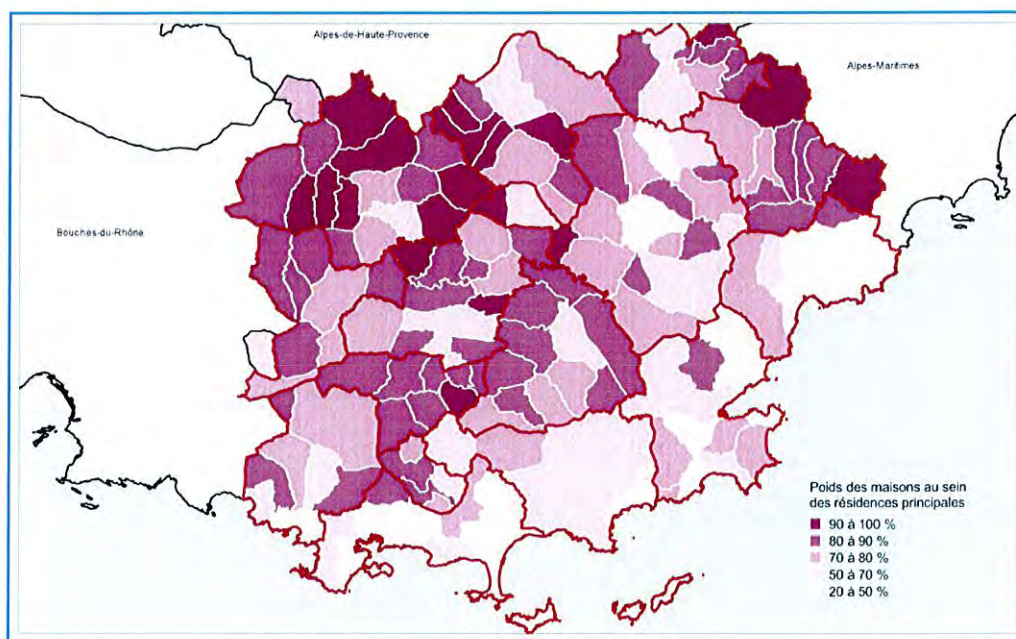 Alpes-de-Haute-Provence
Alpes-Maritimes
Bouches-du-Rhône
Poids des maisons au sein
des résidences principales
90 à 100 %
80 à 90 %
70 à 80 %
50 à 70 %
20 à 50 %